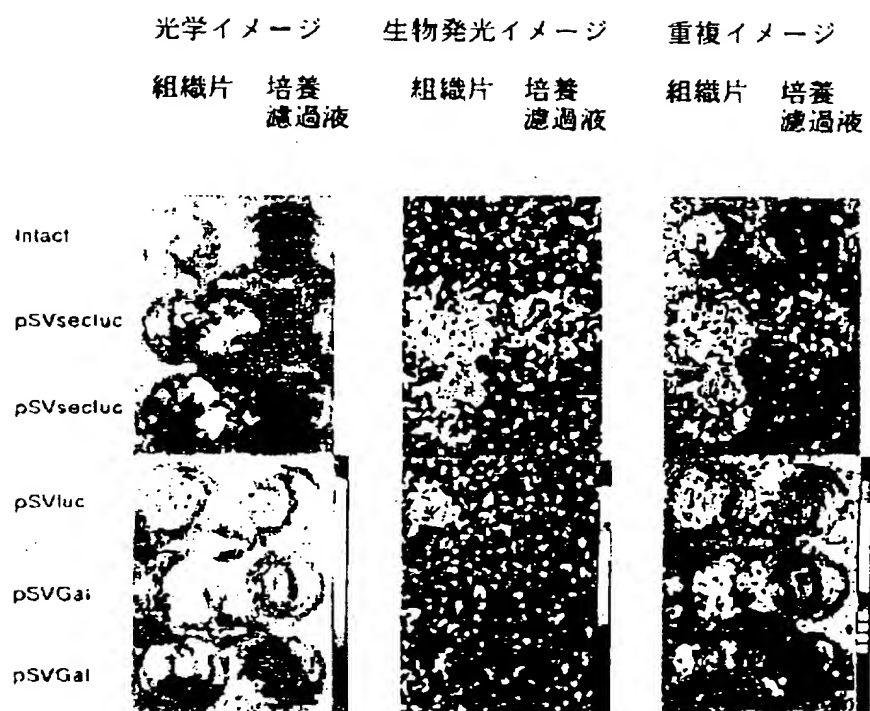 光学イメージ 生物発光イメージ 重複イメージ
組織片 培養 組織片 培養 組織片 培養
濾過液 濾過液 濾過液
Intact
pSVsecluc
pSVsecluc
pSVluc
pSVGal
pSVGal